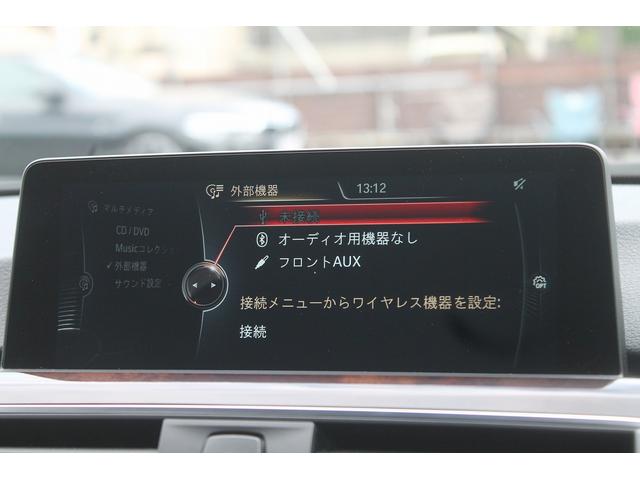 外部機器
13:12
マルチメディア
CD / DVD
Musicコレクショ
✓外部機器
サウンド設定
未接続
オーディオ用機器なし
フロントAUX
接続メニューからワイヤレス機器を設定:
接続
OPT